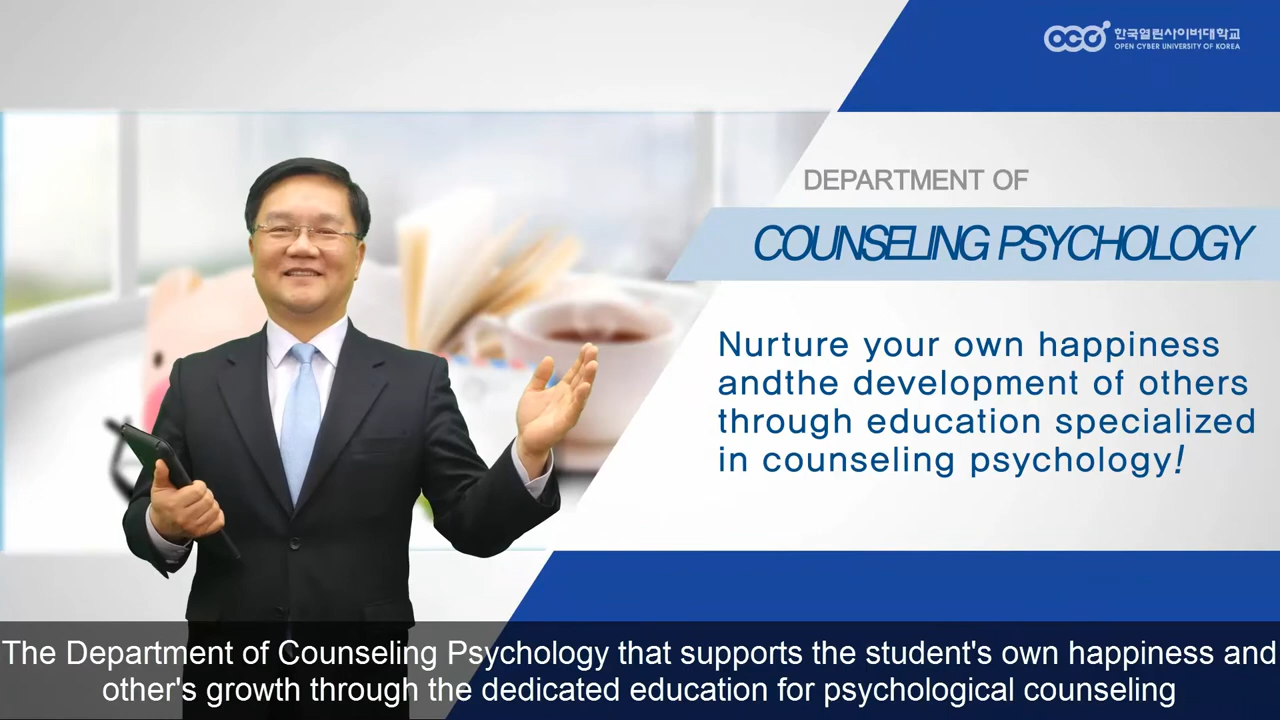 oco 한국열린사이버대학교
OPEN CYBER UNIVERSITY OF KOREA
DEPARTMENT OF
COUNSELING PSYCHOLOGY
Nurture your own happiness
andthe development of others
through education specialized
in counseling psychology!
The Department of Counseling Psychology that supports the student's own happiness and
other's growth through the dedicated education for psychological counseling